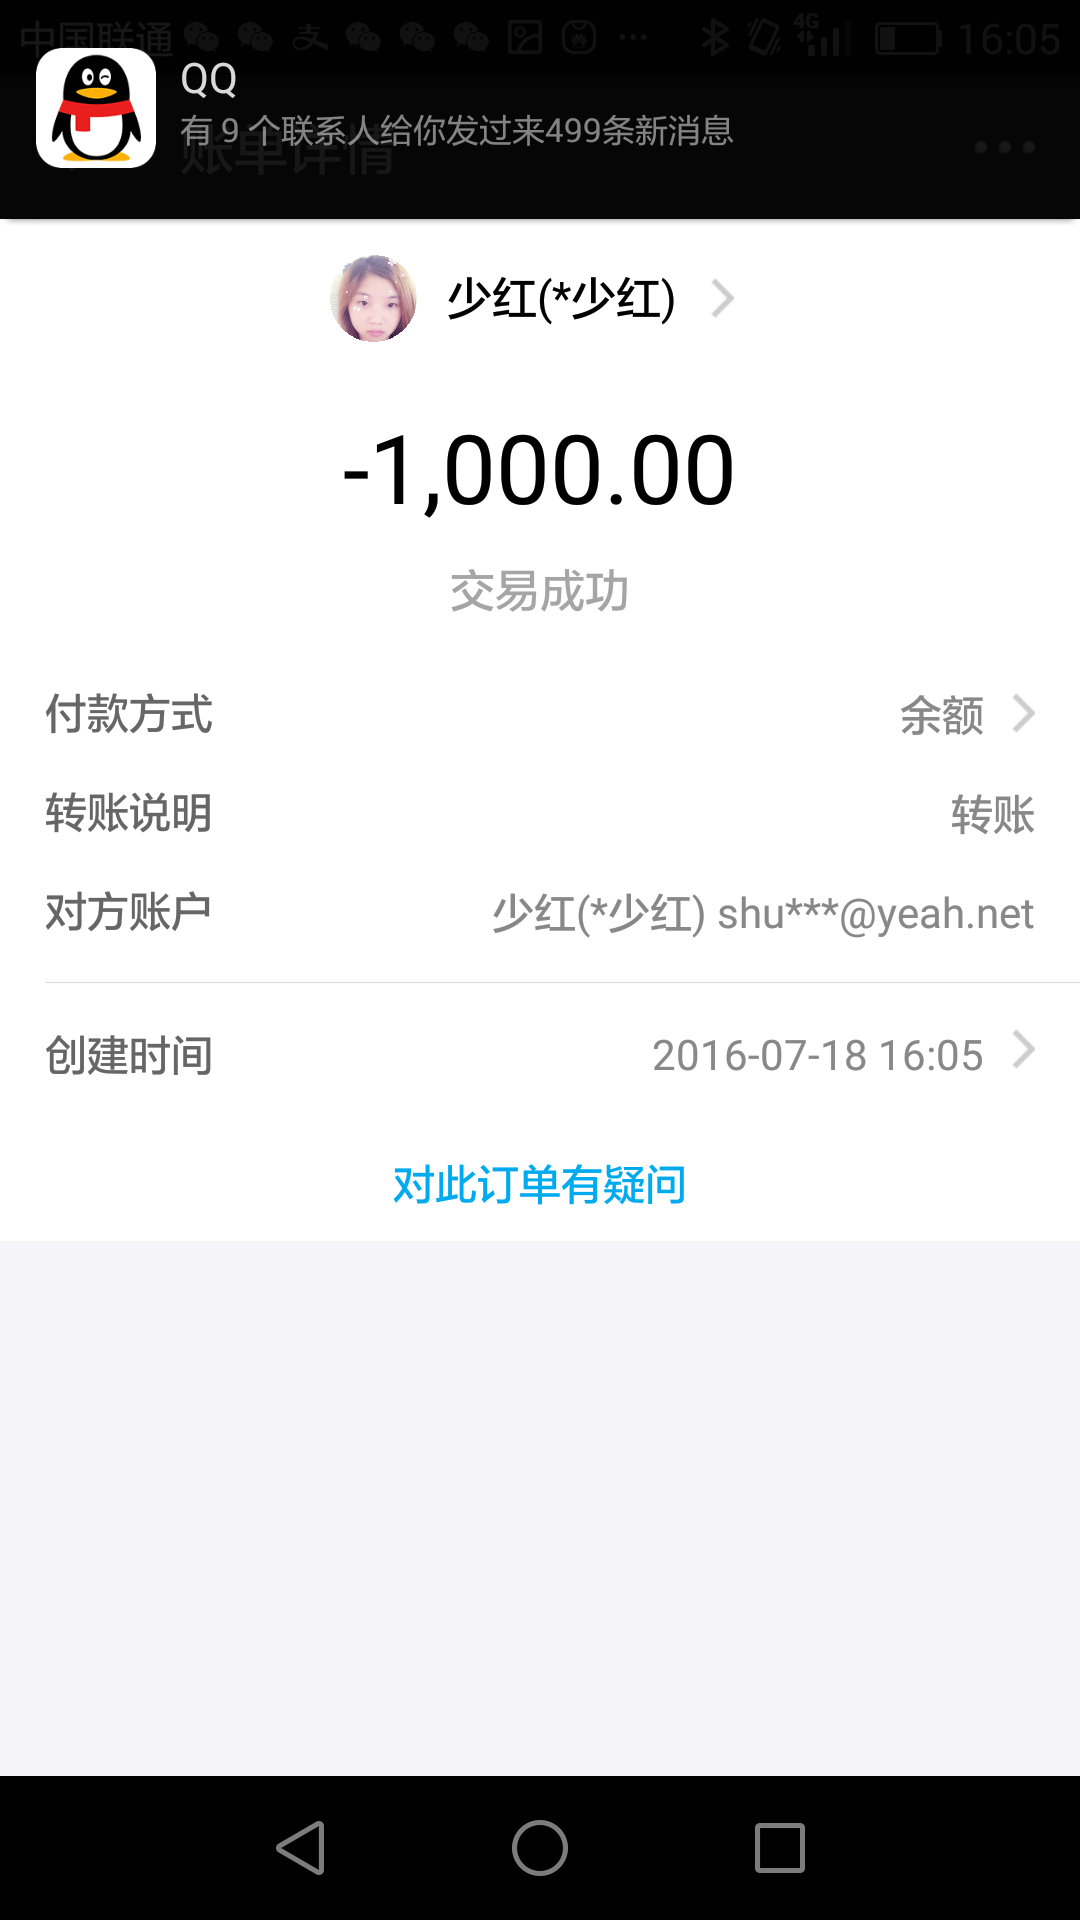 中国联通 4G 16:05
QQ
有 9 个联系人给你发过来499条新消息
账单详情
少红(*少红)
-1,000.00
交易成功
付款方式 余额
转账说明 转账
对方账户 少红(*少红) shu***@yeah.net
创建时间 2016-07-18 16:05
对此订单有疑问